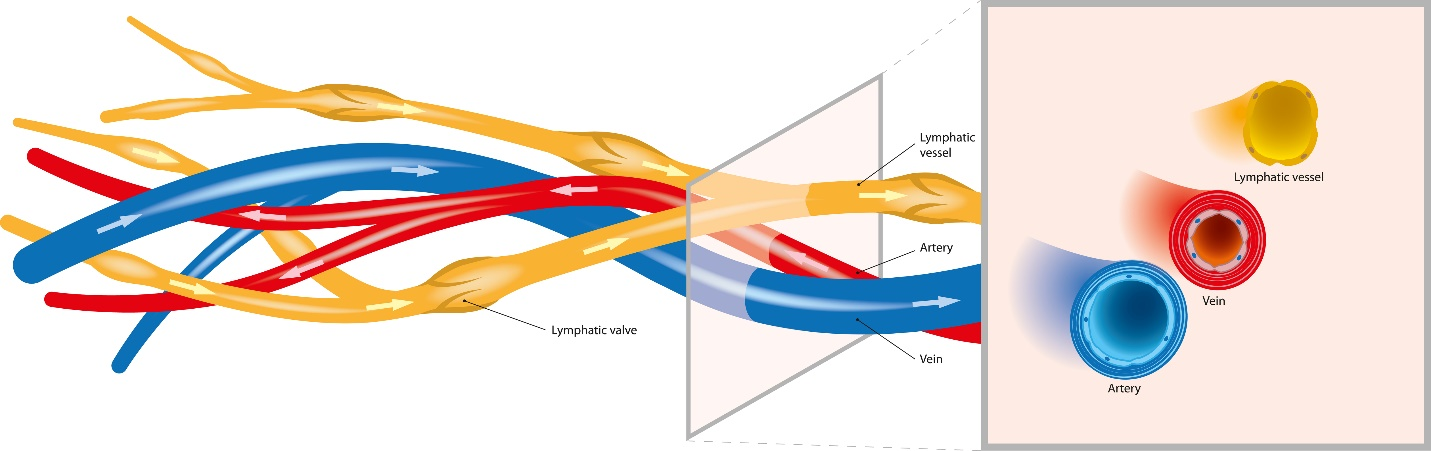 Lymphatic
vessel
Artery
Lymphatic valve
Vein
Lymphatic vessel
Vein
Artery